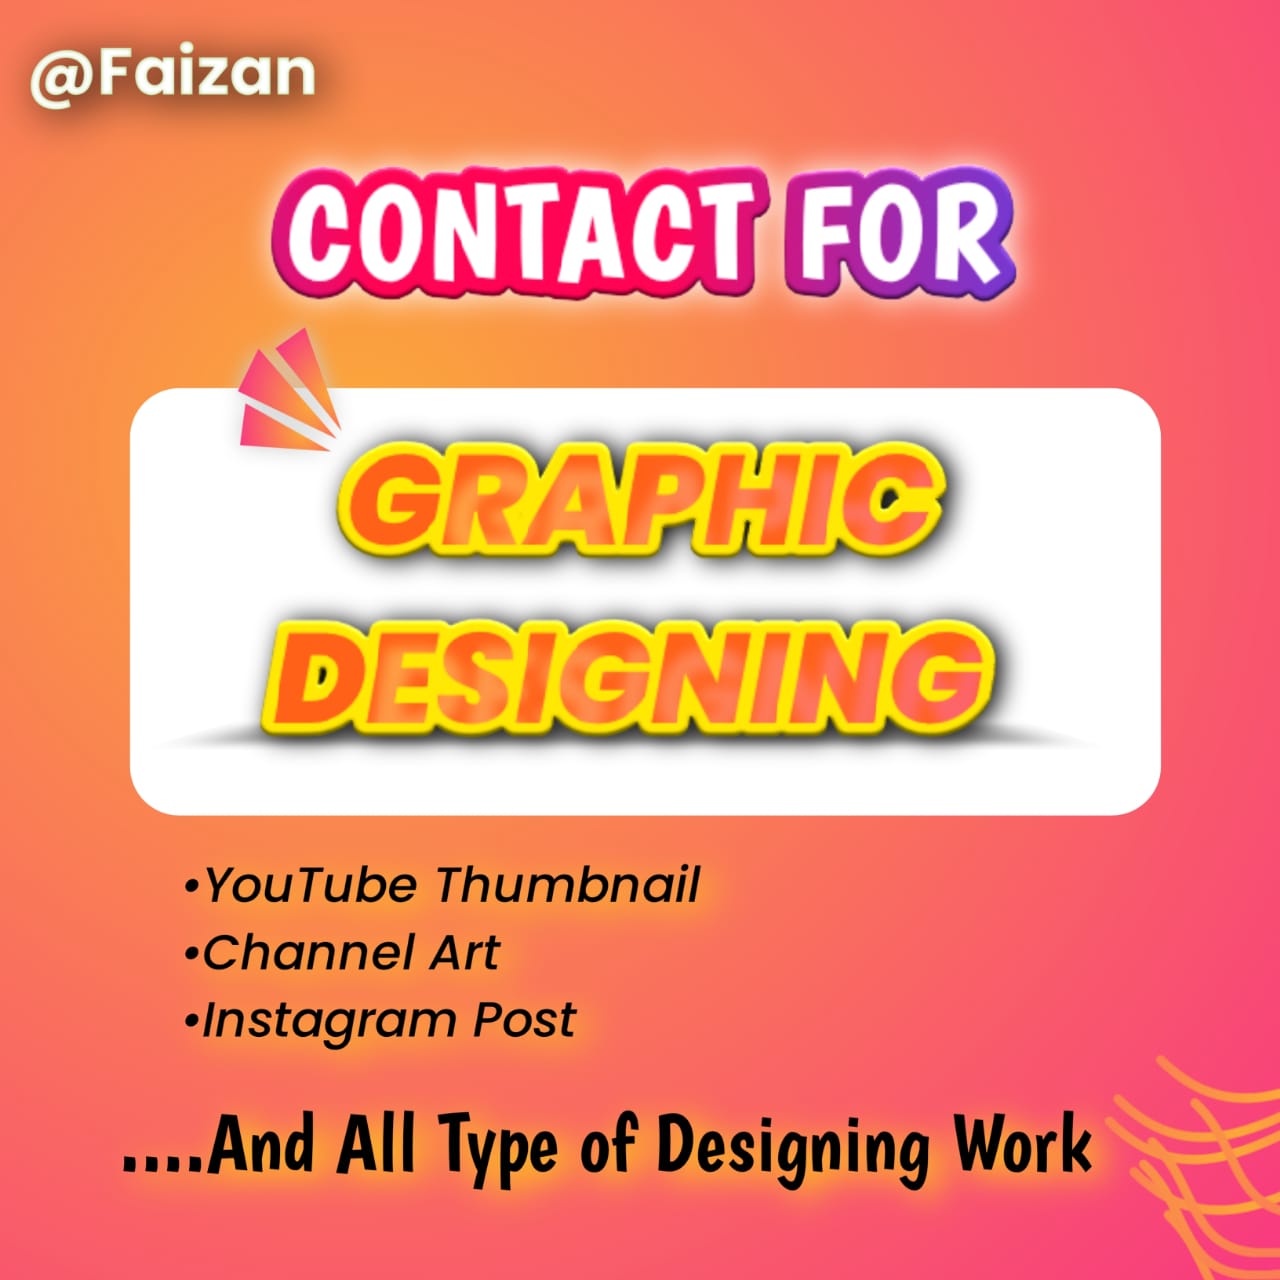 @Faizan
CONTACT FOR
GRAPHIC
DESIGNING
•YouTube Thumbnail
•Channel Art
•Instagram Post
....And All Type of Designing Work